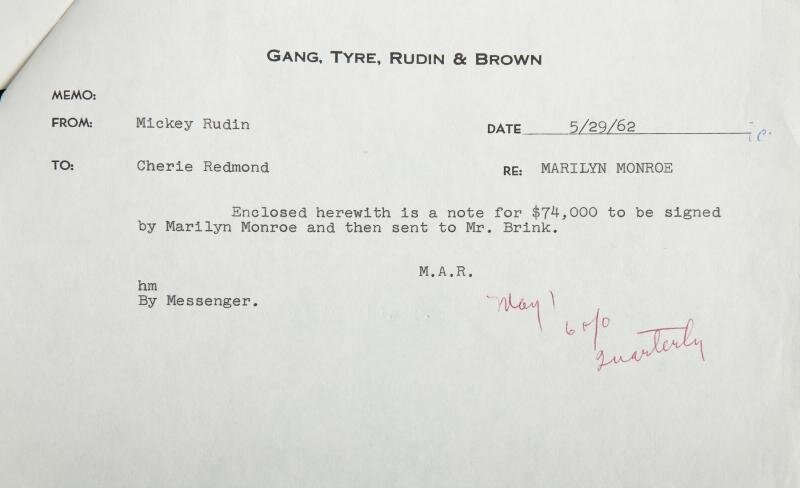 GANG, TYRE, RUDIN & BROWN
MEMO:
FROM: Mickey Rudin DATE 5/29/62
TO: Cherie Redmond RE: MARILYN MONROE
Enclosed herewith is a note for $74,000 to be signed
by Marilyn Monroe and then sent to Mr. Brink.
M.A.R.
hm
By Messenger.
May 1
6 %
quarterly